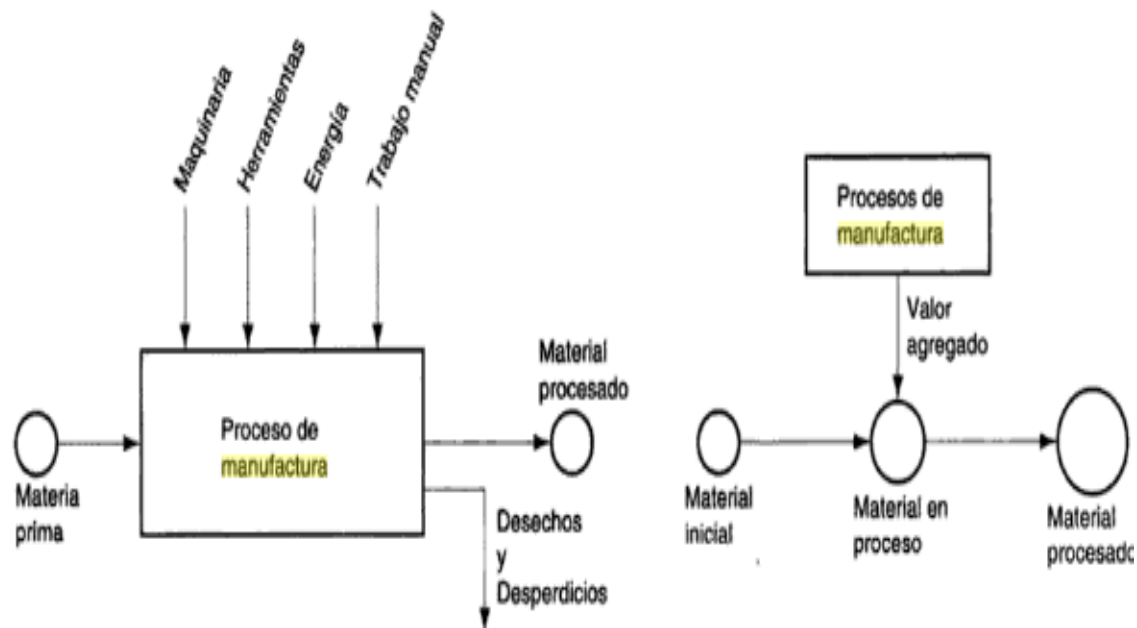 Maquinaria
Herramientas
Energía
Trabajo manual
Materia
prima
Proceso de
manufactura
Material
procesado
Desechos
y
Desperdicios
Procesos de
manufactura
Valor
agregado
Material
inicial
Material en
proceso
Material
procesado